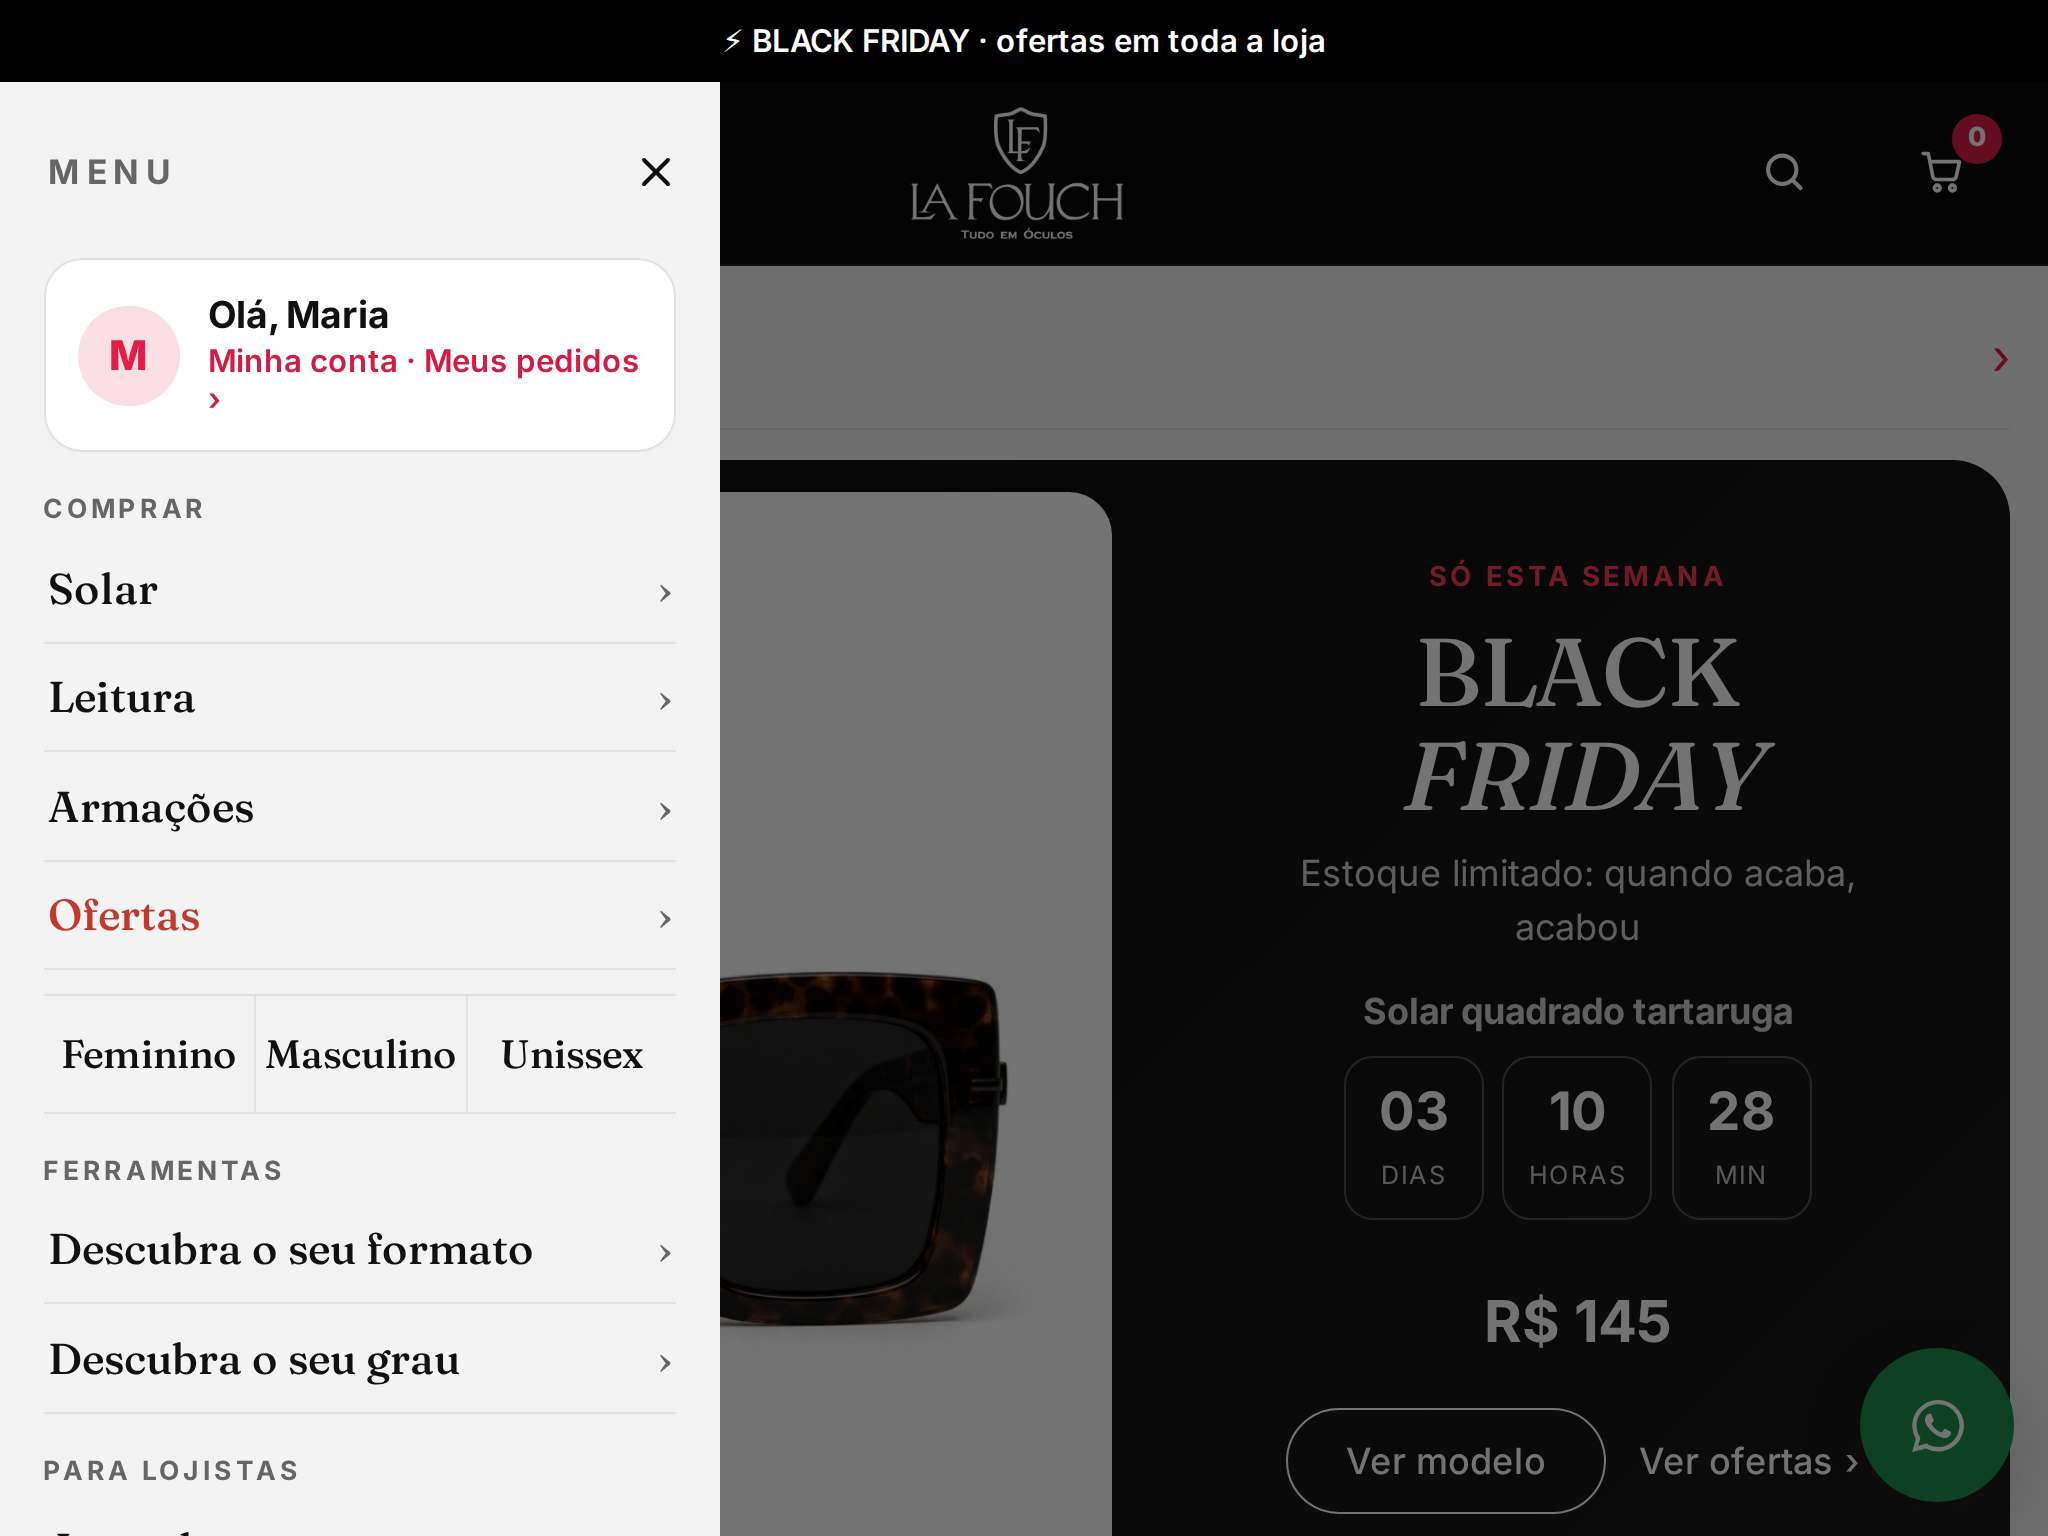 ⚡ BLACK FRIDAY · ofertas em toda a loja
MENU
Olá, Maria
M
Minha conta · Meus pedidos
›
COMPRAR
Solar ›
Leitura ›
Armações ›
Ofertas ›
Feminino Masculino Unissex
FERRAMENTAS
Descubra o seu formato ›
Descubra o seu grau ›
PARA LOJISTAS
LF
LA FOUCH
TUDO EM ÓCULOS
0
›
SÓ ESTA SEMANA
BLACK
FRIDAY
Estoque limitado: quando acaba,
acabou
Solar quadrado tartaruga
03 10 28
DIAS HORAS MIN
R$ 145
Ver modelo Ver ofertas ›